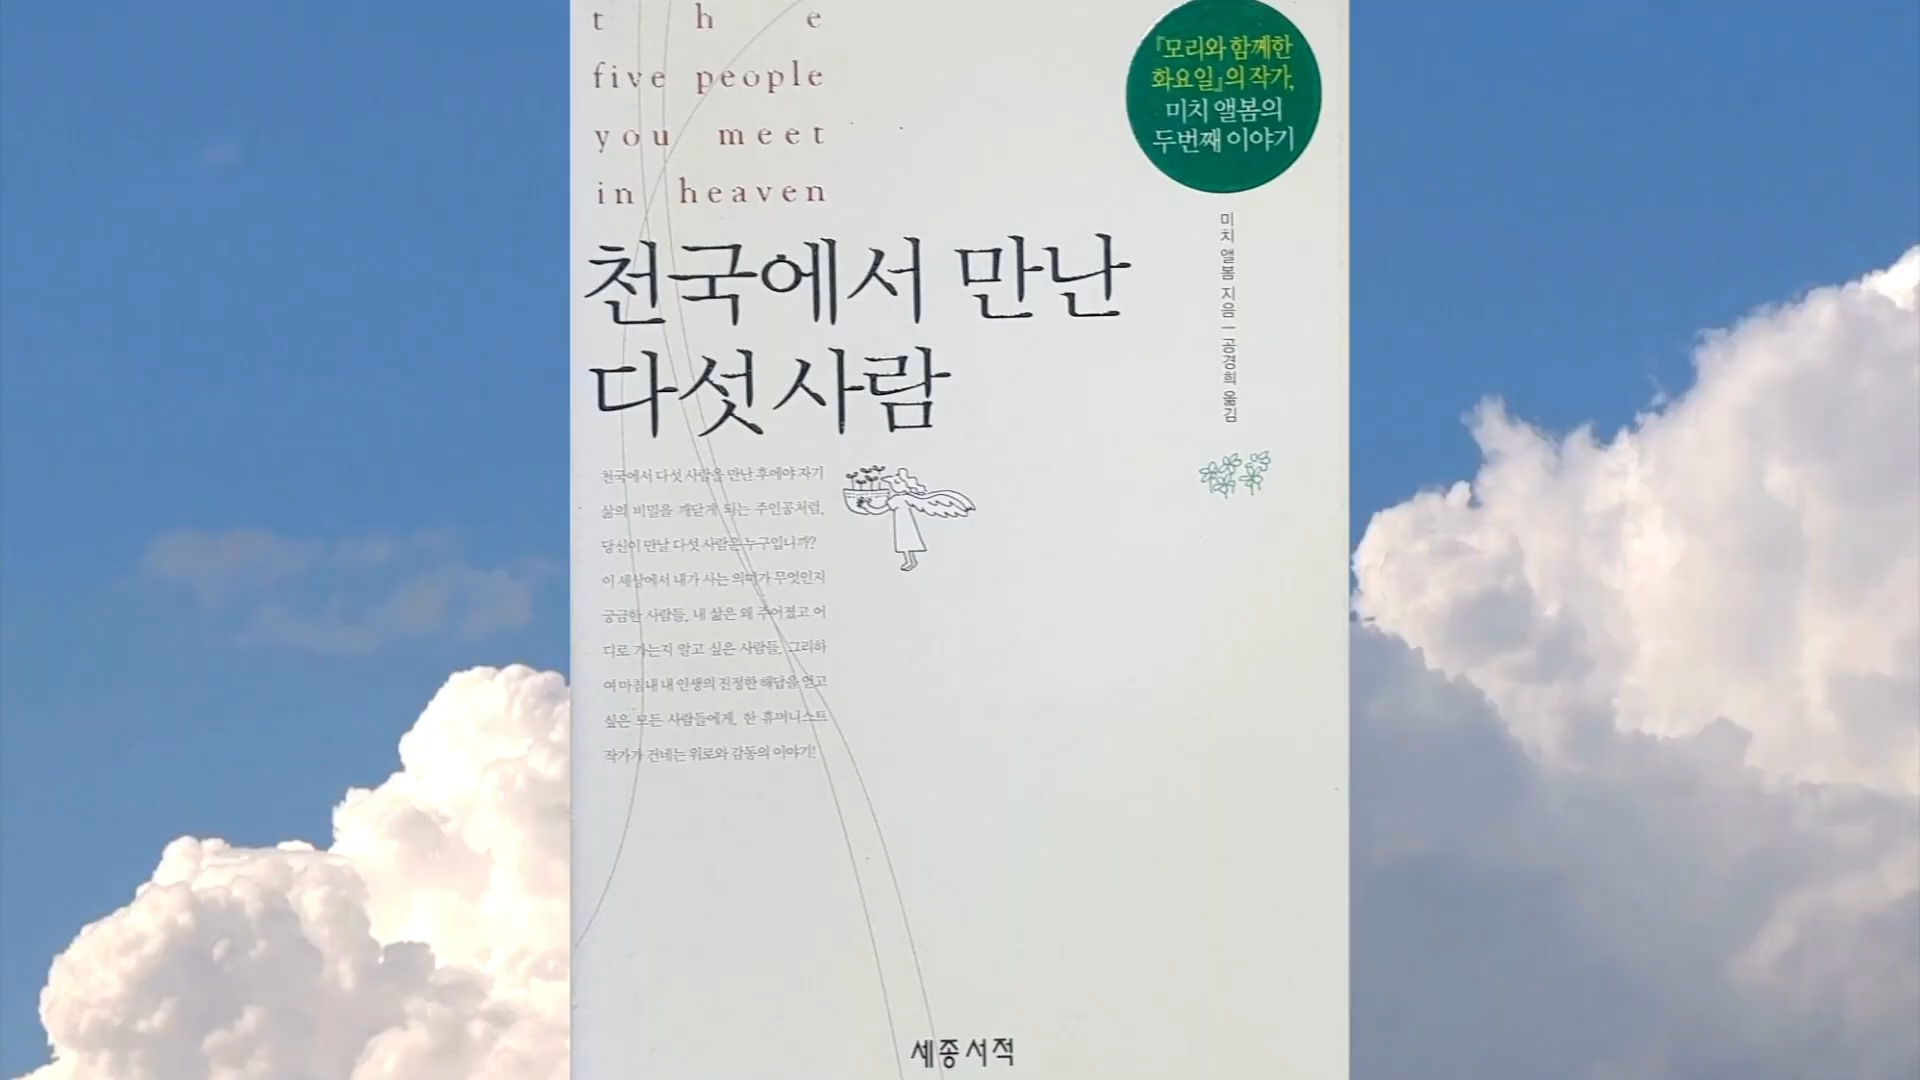 the
five people
you meet
in heaven
『모리와 함께한
화요일』의 작가,
미치 앨봄의
두번째 이야기
미치 앨봄 지음 | 공경희 옮김
천국에서 만난
다섯 사람
천국에서 다섯 사람을 만난 후에야 자기
삶의 비밀을 깨닫게 되는 주인공처럼,
당신이 만날 다섯 사람은 누구입니까?
이 세상에서 내가 사는 의미가 무엇인지
궁금한 사람들, 내 삶은 왜 주어졌고 어
디로 가는지 알고 싶은 사람들, 그리하
여 마침내 내 인생의 진정한 해답을 얻고
싶은 모든 사람들에게, 한 휴머니스트
작가가 건네는 위로와 감동의 이야기!
세종서적